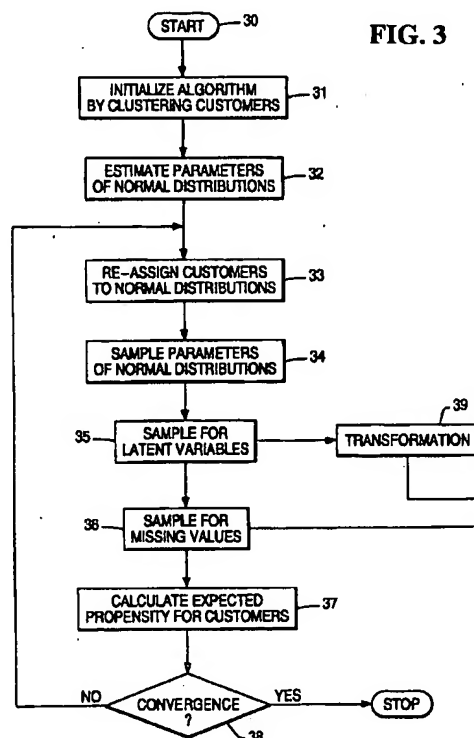 START
30
FIG. 3
INITIALIZE ALGORITHM
BY CLUSTERING CUSTOMERS
31
ESTIMATE PARAMETERS
OF NORMAL DISTRIBUTIONS
32
RE-ASSIGN CUSTOMERS
TO NORMAL DISTRIBUTIONS
33
SAMPLE PARAMETERS
OF NORMAL DISTRIBUTIONS
34
39
35
SAMPLE FOR
LATENT VARIABLES
TRANSFORMATION
36
SAMPLE FOR
MISSING VALUES
CALCULATE EXPECTED
PROPENSITY FOR CUSTOMERS
37
NO
CONVERGENCE
?
YES
STOP
38